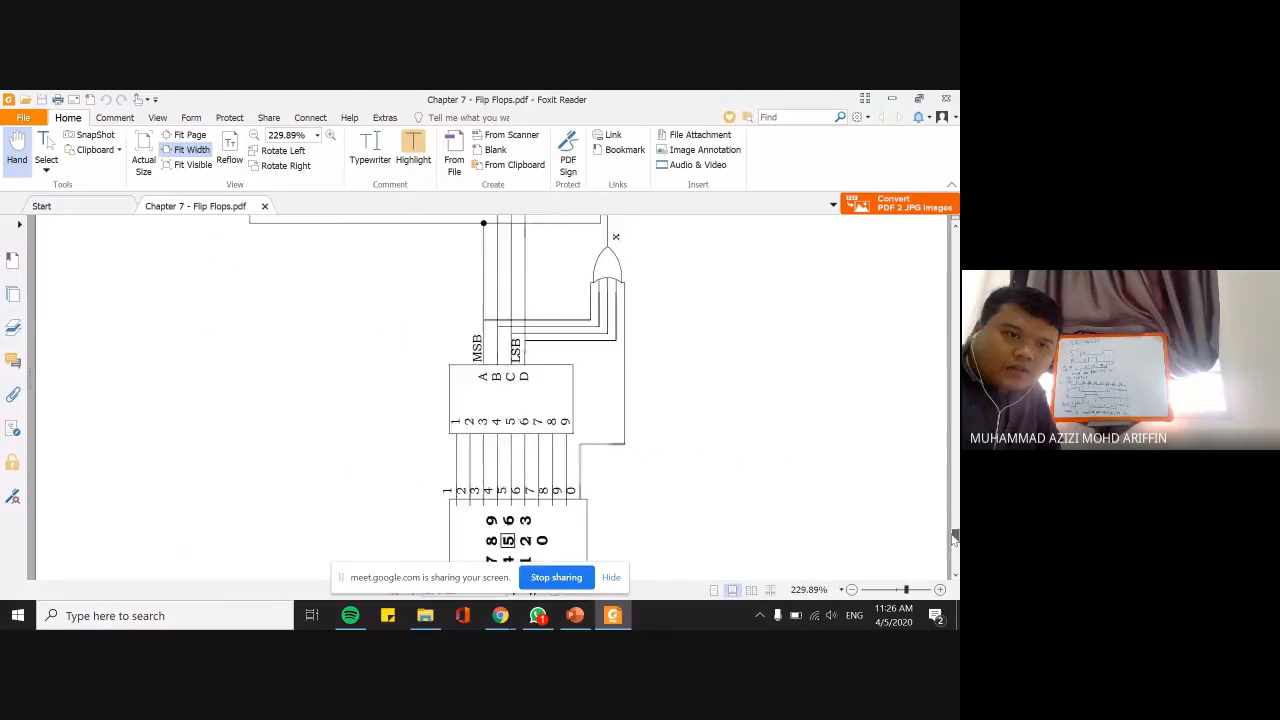 Chapter 7 - Flip Flops.pdf - Foxit Reader
File Home Comment View Form Protect Share Connect Help Extras Tell me what you wa Find
Hand
Select
SnapShot
Clipboard
Actual Size
Fit Page
Fit Width
Fit Visible
Reflow
229.89%
Rotate Left
Rotate Right
Typewriter
Highlight
From File
From Scanner
Blank
From Clipboard
PDF Sign
Link
Bookmark
File Attachment
Image Annotation
Audio & Video
Tools View Comment Create Protect Links Insert
Start Chapter 7 - Flip Flops.pdf
Convert
PDF 2 JPG Images
X
MSB
LSB
A
B
C
D
1 2 3 4 5 6 7 8 9
1 2 3 4 5 6 7 8 9 0
7 8 9
4 5 6
1 2 3
0
meet.google.com is sharing your screen. Stop sharing Hide
229.89%
Type here to search
1
ENG
11:26 AM
4/5/2020
2
MUHAMMAD AZIZI MOHD ARIFFIN